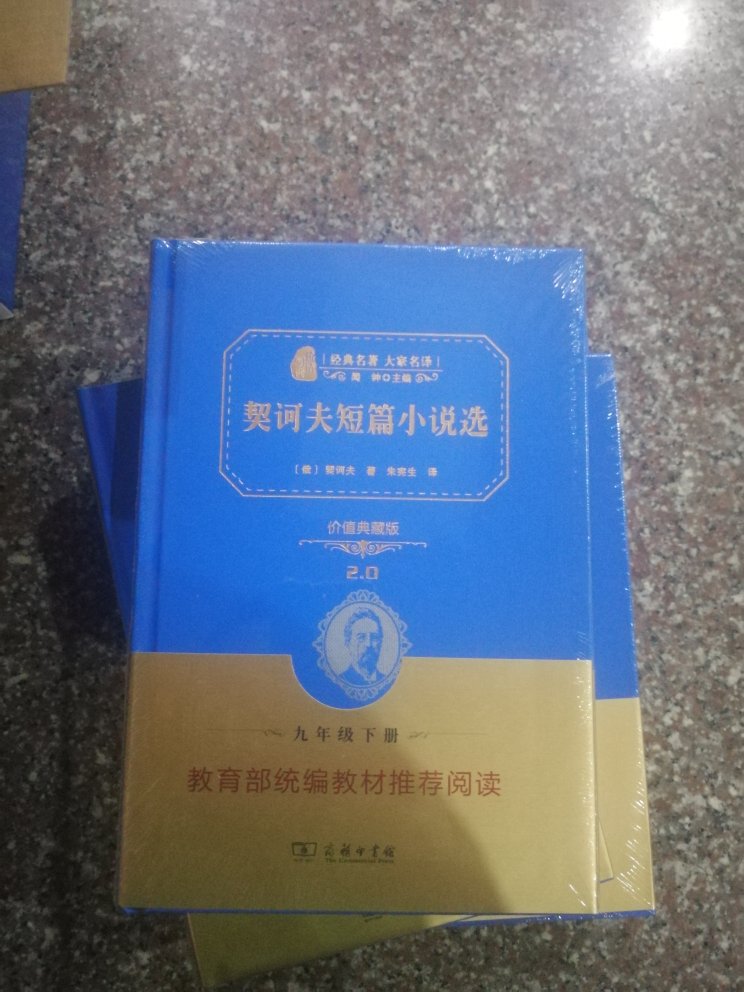 经典名著 大家名译
闻钟◎主编
契诃夫短篇小说选
〔俄〕契诃夫 著 朱宪生 译
价值典藏版
2.0
九年级下册
教育部统编教材推荐阅读
商务印书馆
The Commercial Press